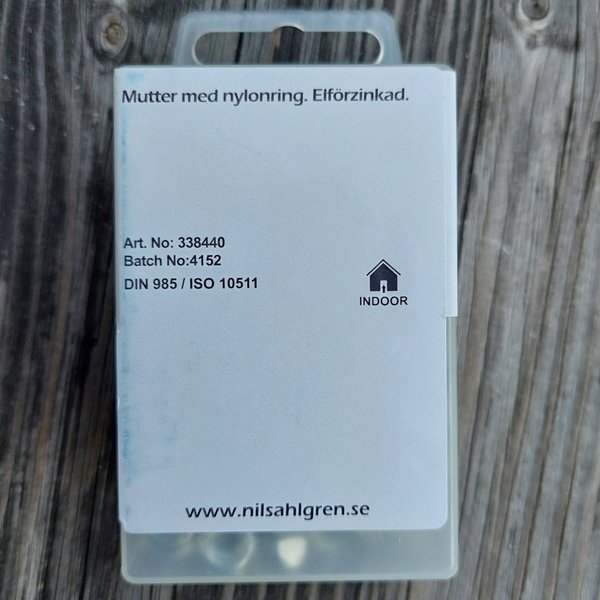 Mutter med nylonring. Elförzinkad.
Art. No: 338440
Batch No:4152
DIN 985 / ISO 10511
INDOOR
www.nilsahlgren.se